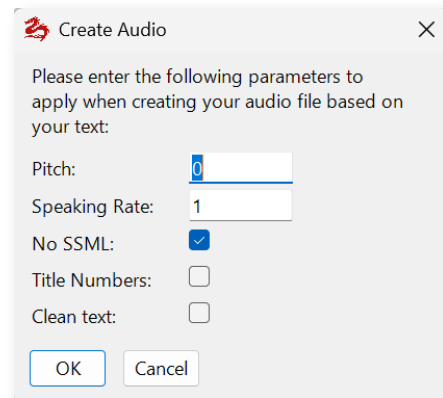 Create Audio
Please enter the following parameters to
apply when creating your audio file based on
your text:
Pitch: 0
Speaking Rate: 1
No SSML:
Title Numbers:
Clean text:
OK Cancel